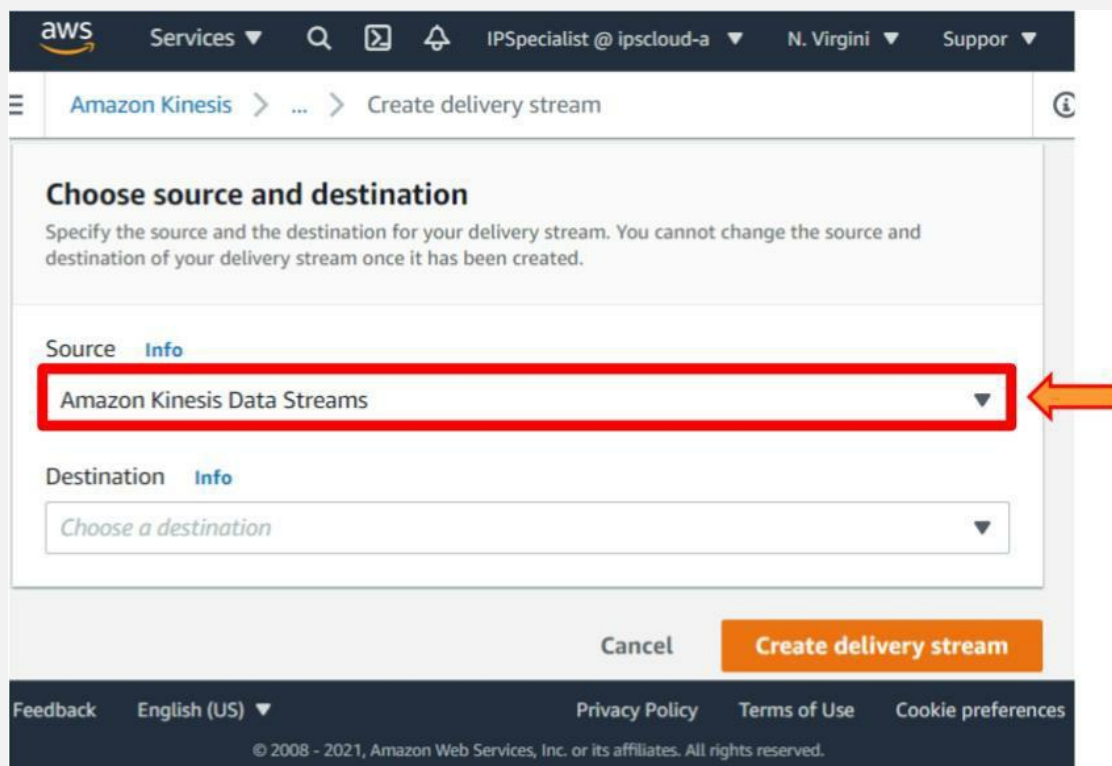 aws Services ▼ IPSpecialist @ ipscloud-a ▼ N. Virgini ▼ Suppor ▼
Amazon Kinesis > ... > Create delivery stream
Choose source and destination
Specify the source and the destination for your delivery stream. You cannot change the source and
destination of your delivery stream once it has been created.
Source Info
Amazon Kinesis Data Streams
Destination Info
Choose a destination
Cancel Create delivery stream
Feedback English (US) ▼ Privacy Policy Terms of Use Cookie preferences
© 2008 - 2021, Amazon Web Services, Inc. or its affiliates. All rights reserved.